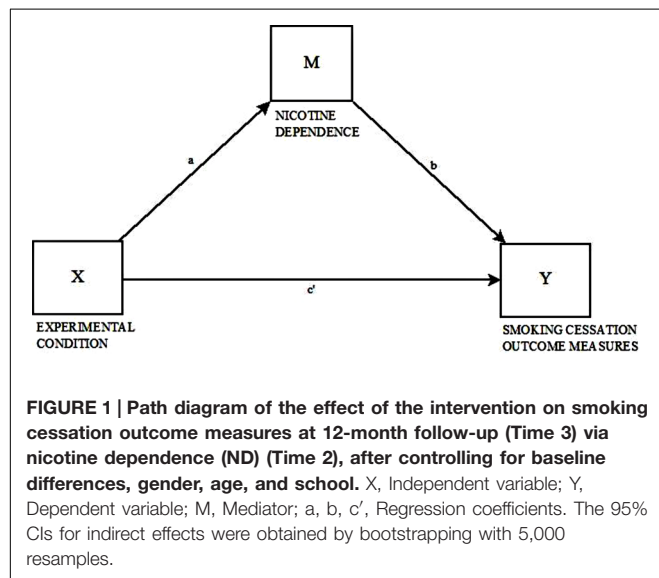 M
NICOTINE
DEPENDENCE
a
b
X
c'
Y
EXPERIMENTAL
CONDITION
SMOKING CESSATION
OUTCOME MEASURES
FIGURE 1 | Path diagram of the effect of the intervention on smoking
cessation outcome measures at 12-month follow-up (Time 3) via
nicotine dependence (ND) (Time 2), after controlling for baseline
differences, gender, age, and school. X, Independent variable; Y,
Dependent variable; M, Mediator; a, b, c′, Regression coefficients. The 95%
CIs for indirect effects were obtained by bootstrapping with 5,000
resamples.